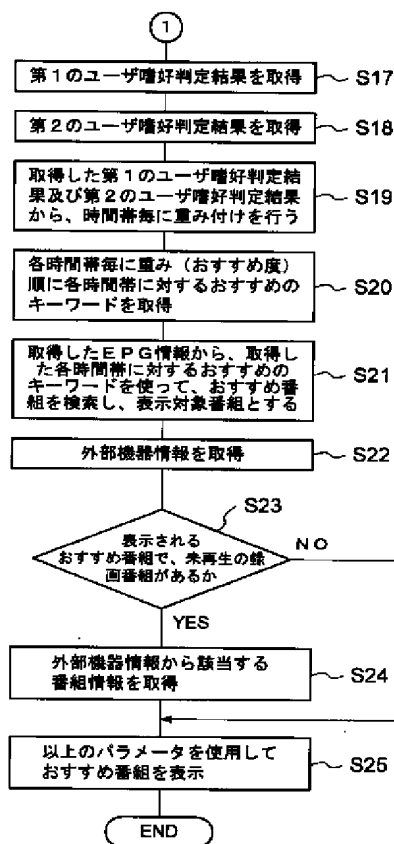 1
第1のユーザ嗜好判定結果を取得
S17
第2のユーザ嗜好判定結果を取得
S18
取得した第1のユーザ嗜好判定結
果及び第2のユーザ嗜好判定結果
から、時間帯毎に重み付けを行う
S19
各時間帯毎に重み(おすすめ度)
順に各時間帯に対するおすすめの
キーワードを取得
S20
取得したEPG情報から、取得し
た各時間帯に対するおすすめの
キーワードを使って、おすすめ番
組を検索し、表示対象番組とする
S21
外部機器情報を取得
S22
S23
表示される
おすすめ番組で、未再生の録
画番組があるか
NO
YES
外部機器情報から該当する
番組情報を取得
S24
以上のパラメータを使用して
おすすめ番組を表示
S25
END